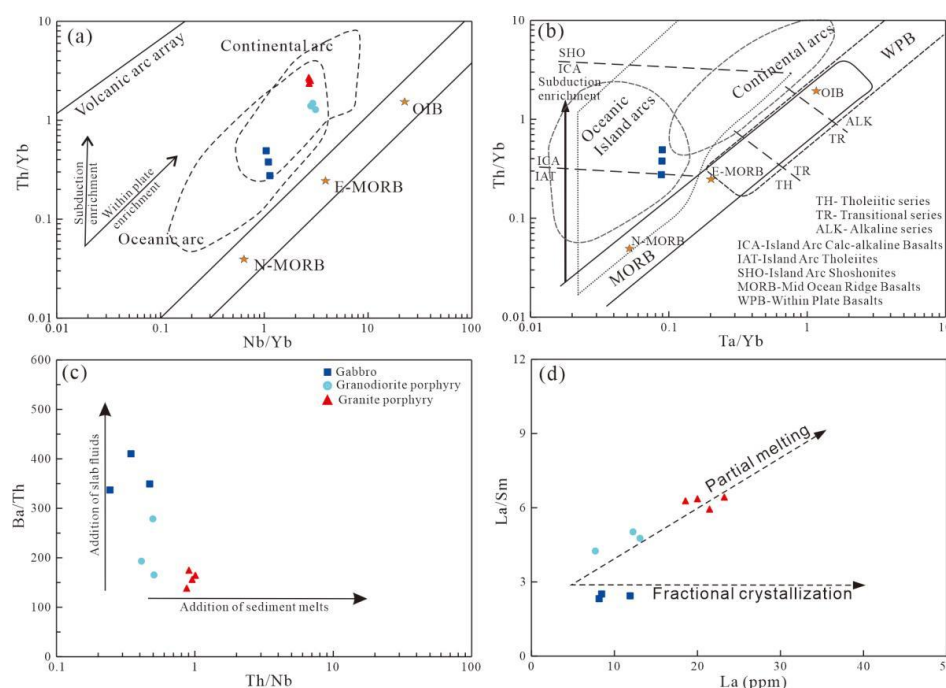 (a)
Continental arc
Volcanic arc array
OIB
E-MORB
Subduction
enrichment
Within plate
enrichment
Oceanic arc
N-MORB
Th/Yb
100
10
1
0.1
0.01
0.01
0.1
1
10
100
Nb/Yb
(b)
SHO
ICA
Subduction
enrichment
Oceanic
Island arcs
Continental arcs
WPB
OIB
ALK
TR
ICA
IAT
E-MORB
TR
TH
N-MORB
MORB
TH- Tholeiitic series
TR- Transitional series
ALK- Alkaline series
ICA-Island Arc Calc-alkaline Basalts
IAT-Island Arc Tholeiites
SHO-Island Arc Shoshonites
MORB-Mid Ocean Ridge Basalts
WPB-Within Plate Basalts
Th/Yb
10
1
0.1
0.01
0.01
0.1
1
Ta/Yb
(c)
Gabbro
Granodiorite porphyry
Granite porphyry
Addition of slab fluids
Addition of sediment melts
Ba/Th
600
500
400
300
200
100
0
0.1
1
10
100
Th/Nb
(d)
Partial melting
Fractional crystallization
La/Sm
12
9
6
3
0
0
10
20
30
40
La (ppm)